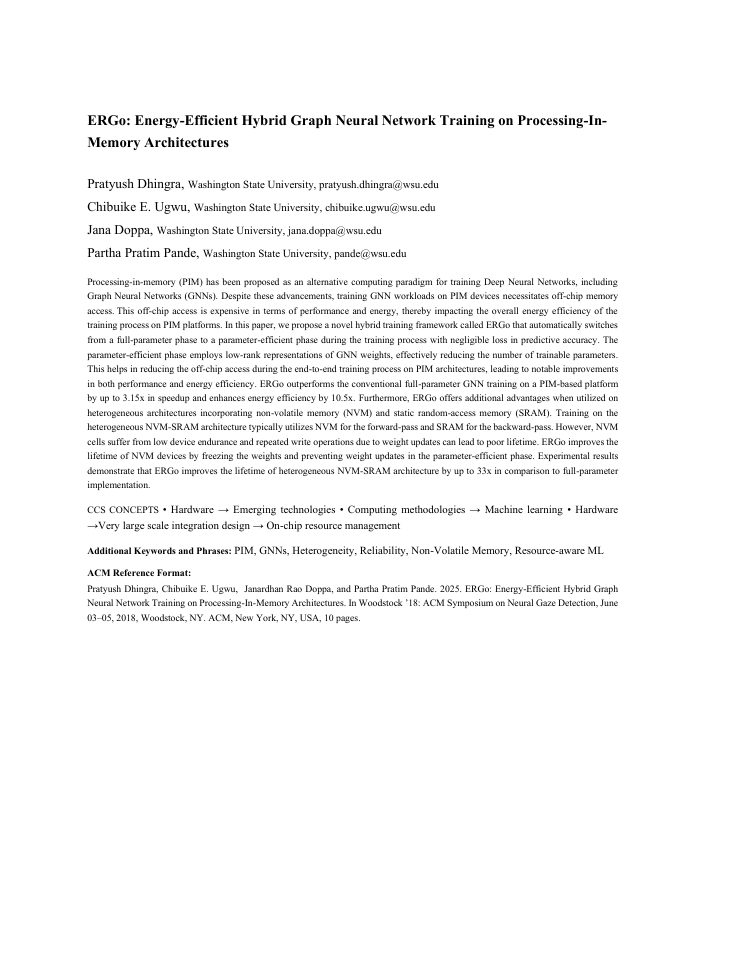 ERGo: Energy-Efficient Hybrid Graph Neural Network Training on Processing-In-
Memory Architectures
Pratyush Dhingra, Washington State University, pratyush.dhingra@wsu.edu
Chibuike E. Ugwu, Washington State University, chibuike.ugwu@wsu.edu
Jana Doppa, Washington State University, jana.doppa@wsu.edu
Partha Pratim Pande, Washington State University, pande@wsu.edu
Processing-in-memory (PIM) has been proposed as an alternative computing paradigm for training Deep Neural Networks, including
Graph Neural Networks (GNNs). Despite these advancements, training GNN workloads on PIM devices necessitates off-chip memory
access. This off-chip access is expensive in terms of performance and energy, thereby impacting the overall energy efficiency of the
training process on PIM platforms. In this paper, we propose a novel hybrid training framework called ERGo that automatically switches
from a full-parameter phase to a parameter-efficient phase during the training process with negligible loss in predictive accuracy. The
parameter-efficient phase employs low-rank representations of GNN weights, effectively reducing the number of trainable parameters.
This helps in reducing the off-chip access during the end-to-end training process on PIM architectures, leading to notable improvements
in both performance and energy efficiency. ERGo outperforms the conventional full-parameter GNN training on a PIM-based platform
by up to 3.15x in speedup and enhances energy efficiency by 10.5x. Furthermore, ERGo offers additional advantages when utilized on
heterogeneous architectures incorporating non-volatile memory (NVM) and static random-access memory (SRAM). Training on the
heterogeneous NVM-SRAM architecture typically utilizes NVM for the forward-pass and SRAM for the backward-pass. However, NVM
cells suffer from low device endurance and repeated write operations due to weight updates can lead to poor lifetime. ERGo improves the
lifetime of NVM devices by freezing the weights and preventing weight updates in the parameter-efficient phase. Experimental results
demonstrate that ERGo improves the lifetime of heterogeneous NVM-SRAM architecture by up to 33x in comparison to full-parameter
implementation.
CCS CONCEPTS • Hardware → Emerging technologies • Computing methodologies → Machine learning • Hardware
→Very large scale integration design → On-chip resource management
Additional Keywords and Phrases: PIM, GNNs, Heterogeneity, Reliability, Non-Volatile Memory, Resource-aware ML
ACM Reference Format:
Pratyush Dhingra, Chibuike E. Ugwu, Janardhan Rao Doppa, and Partha Pratim Pande. 2025. ERGo: Energy-Efficient Hybrid Graph
Neural Network Training on Processing-In-Memory Architectures. In Woodstock '18: ACM Symposium on Neural Gaze Detection, June
03–05, 2018, Woodstock, NY. ACM, New York, NY, USA, 10 pages.